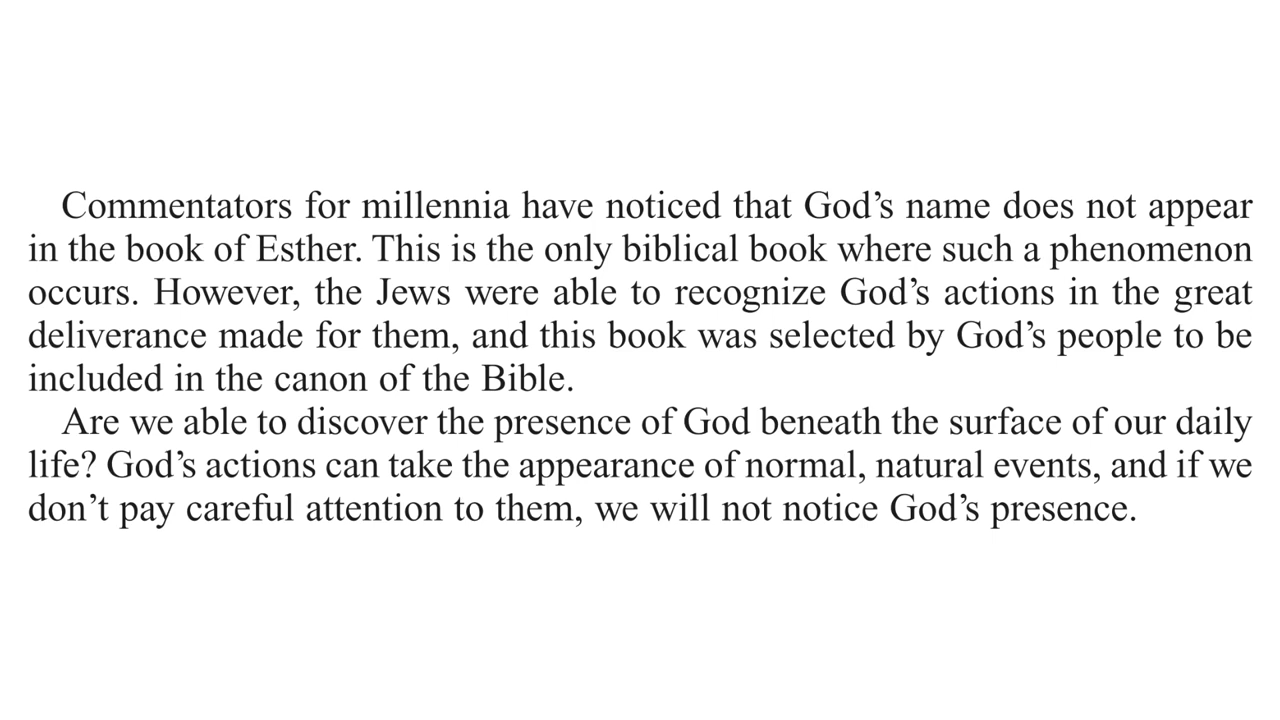 Commentators for millennia have noticed that God’s name does not appear
in the book of Esther. This is the only biblical book where such a phenomenon
occurs. However, the Jews were able to recognize God’s actions in the great
deliverance made for them, and this book was selected by God’s people to be
included in the canon of the Bible.
Are we able to discover the presence of God beneath the surface of our daily
life? God’s actions can take the appearance of normal, natural events, and if we
don’t pay careful attention to them, we will not notice God’s presence.